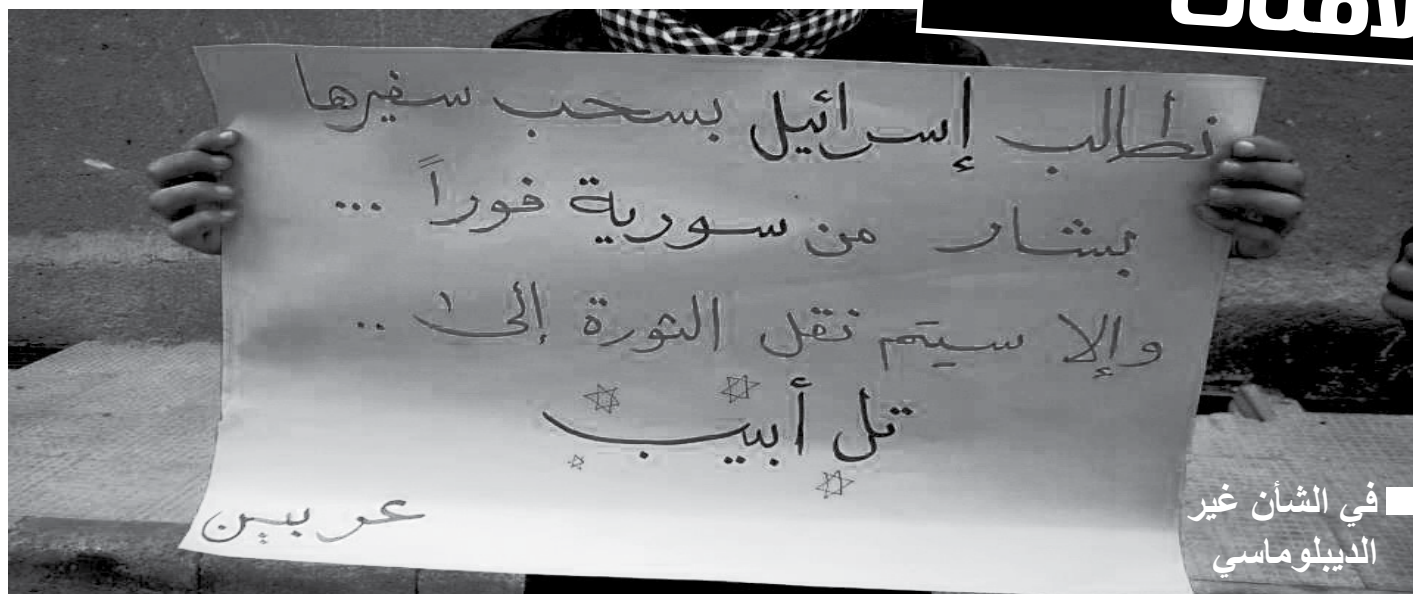 نطالب إسرائيل بسحب سفيرها
بشار من سورية فوراً ...
وإلا سيتم نقل الثورة إلى ..
تل أبيب
عربين
في الشأن غير
الديبلوماسي